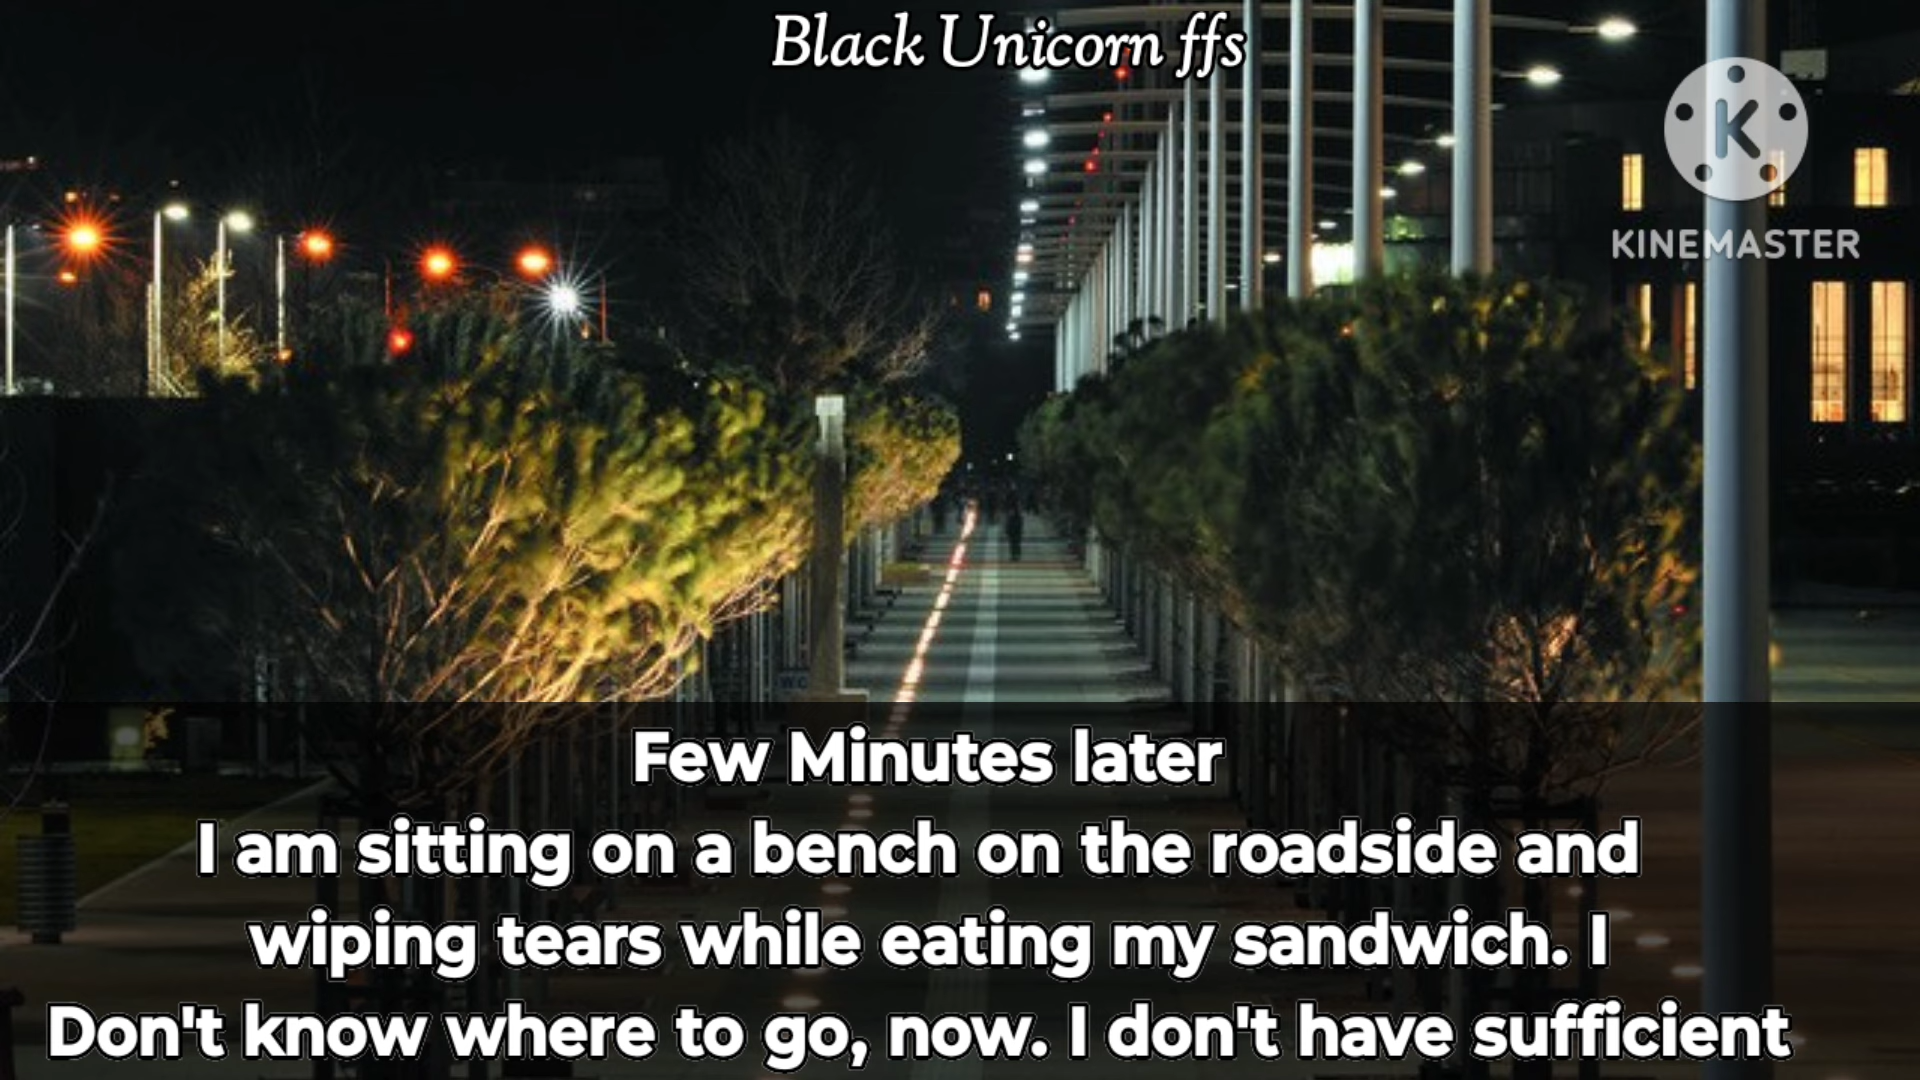 Black Unicorn ffs
K
KINEMASTER
WC
Few Minutes later
I am sitting on a bench on the roadside and
wiping tears while eating my sandwich. I
Don't know where to go, now. I don't have sufficient